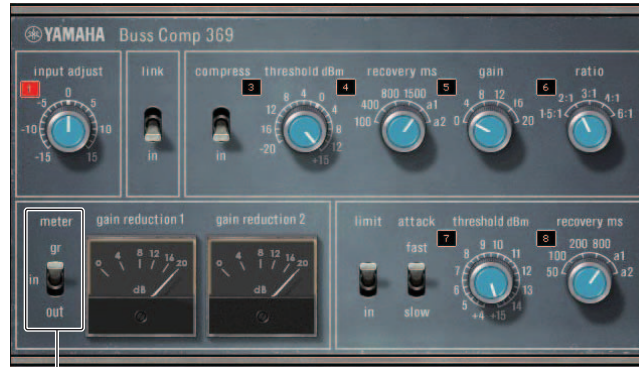 YAMAHA Buss Comp 369
input adjust
1
0
-5 5
-10 10
-15 15
link
in
compress
in
3
threshold dBm
4 0
8 4
12
16 8
-20 12
+15
4
recovery ms
800 1500
400 a1
100 a2
5
gain
8 12
4 16
0 20
6
ratio
3:1
2:1 4:1
1·5:1 6:1
meter
gr
in
out
gain reduction 1
0 4 8 12 16 20
dB
gain reduction 2
0 4 8 12 16 20
dB
limit
in
attack
fast
slow
7
threshold dBm
9 10
8 11
7 12
6 13
5 14
+4 +15
8
recovery ms
200 800
100 a1
50 a2